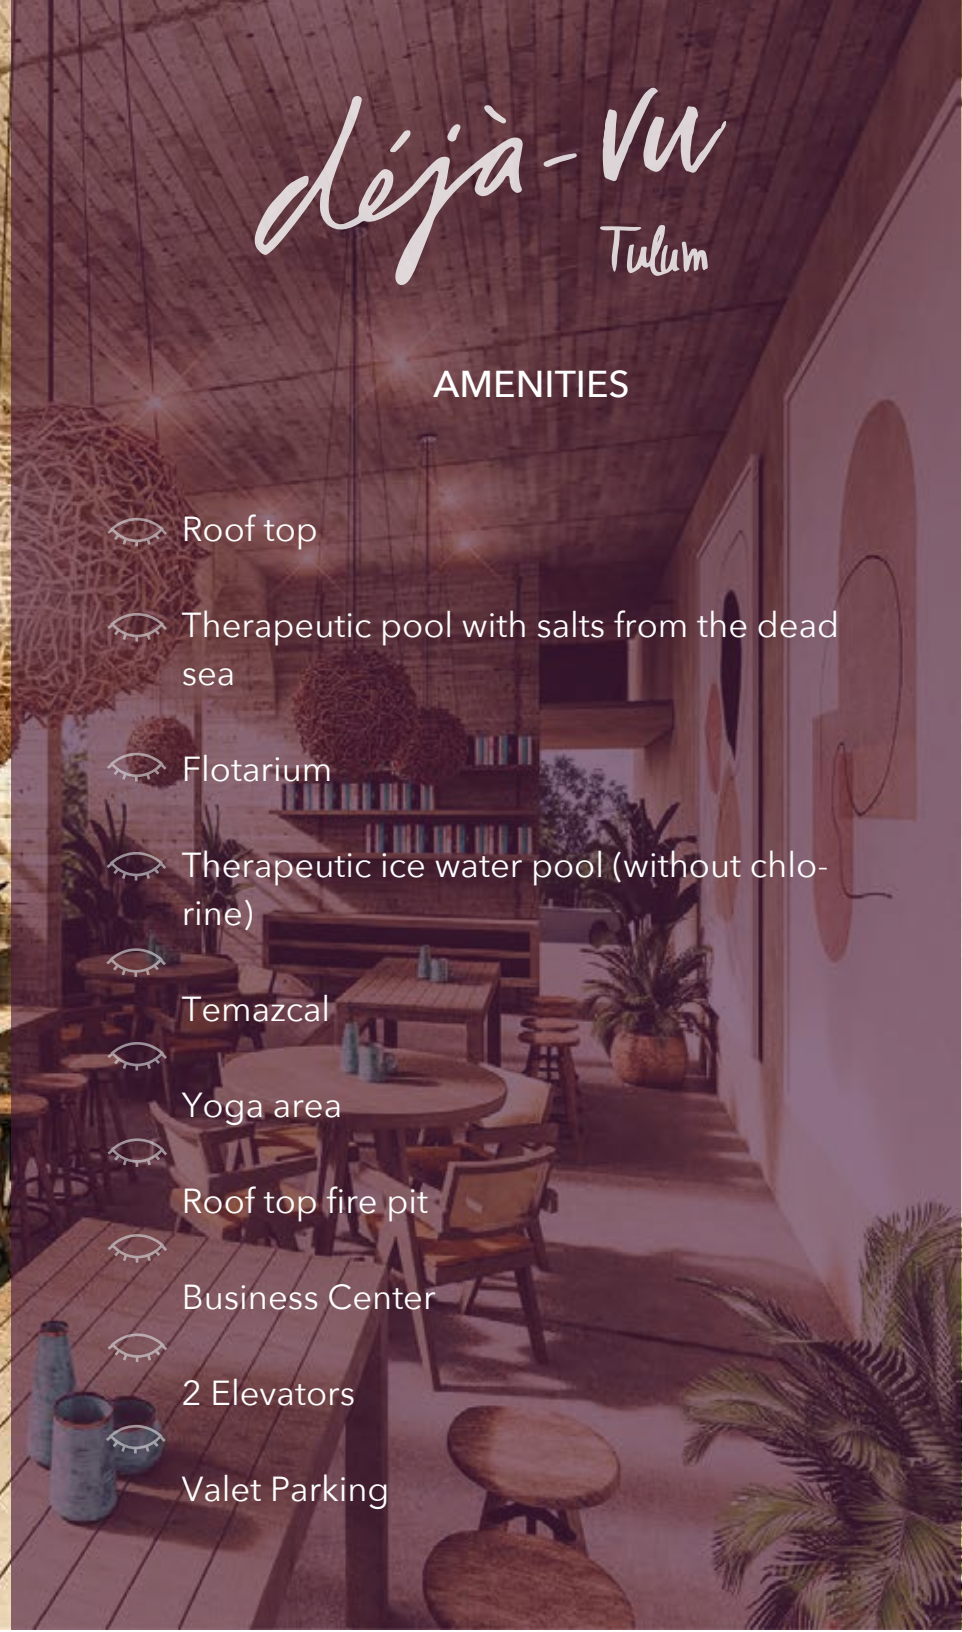 déjà-vu
Tulum
AMENITIES
Roof top
Therapeutic pool with salts from the dead
sea
Flotarium
Therapeutic ice water pool (without chlo-
rine)
Temazcal
Yoga area
Roof top fire pit
Business Center
2 Elevators
Valet Parking